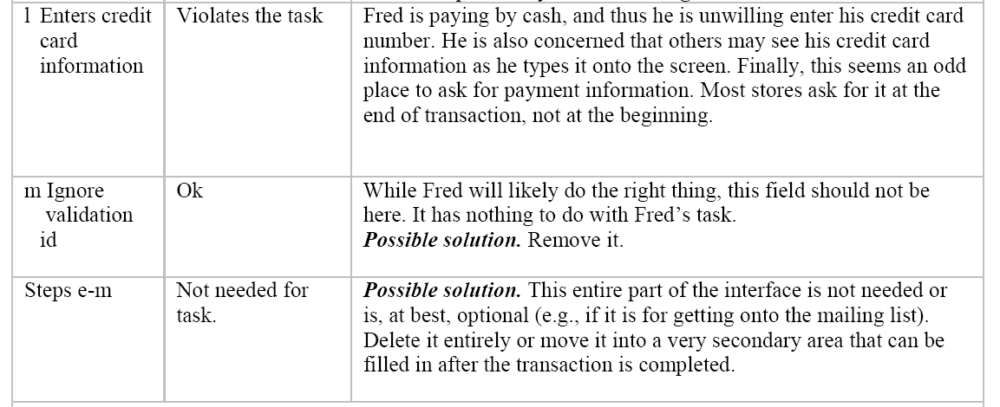 l Enters credit
card
information
Violates the task
Fred is paying by cash, and thus he is unwilling enter his credit card
number. He is also concerned that others may see his credit card
information as he types it onto the screen. Finally, this seems an odd
place to ask for payment information. Most stores ask for it at the
end of transaction, not at the beginning.
m Ignore
validation
id
Ok
While Fred will likely do the right thing, this field should not be
here. It has nothing to do with Fred’s task.
Possible solution. Remove it.
Steps e-m
Not needed for
task.
Possible solution. This entire part of the interface is not needed or
is, at best, optional (e.g., if it is for getting onto the mailing list).
Delete it entirely or move it into a very secondary area that can be
filled in after the transaction is completed.